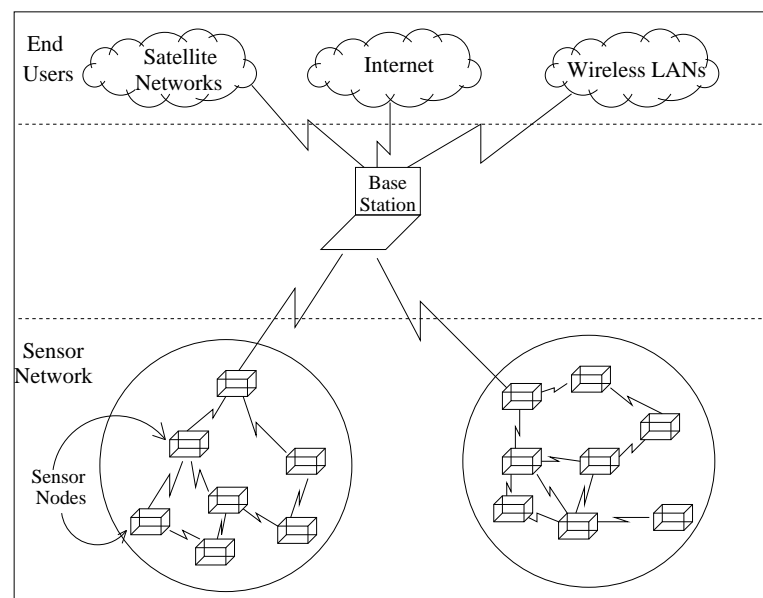 End
Users
Satellite
Networks
Internet
Wireless LANs
Base
Station
Sensor
Network
Sensor
Nodes